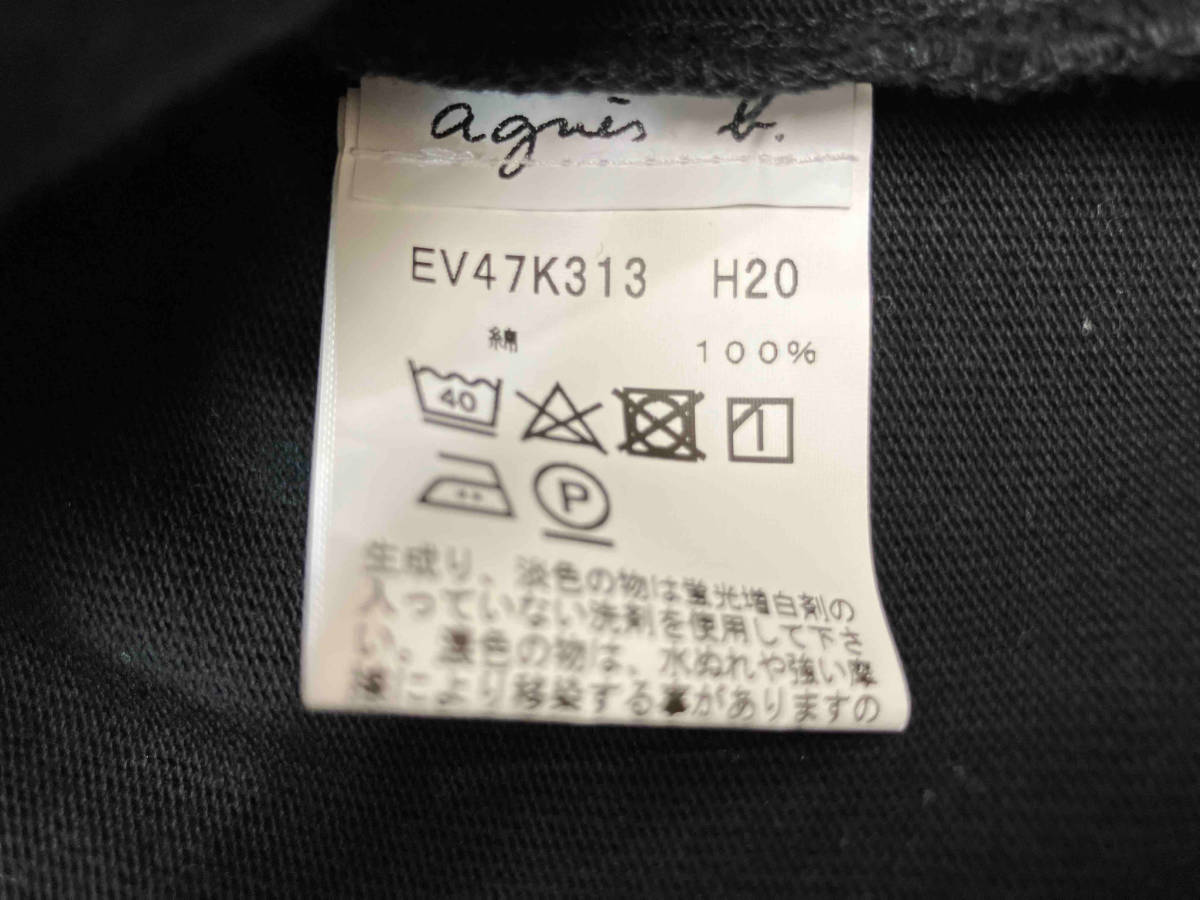 agnès b.
EV47K313 H20
綿 100%
40
P
生成り、淡色の物は蛍光増白剤の
入っていない洗剤を使用して下さ
い、濃色の物は、水ぬれや強い摩
擦により移染する事がありますの